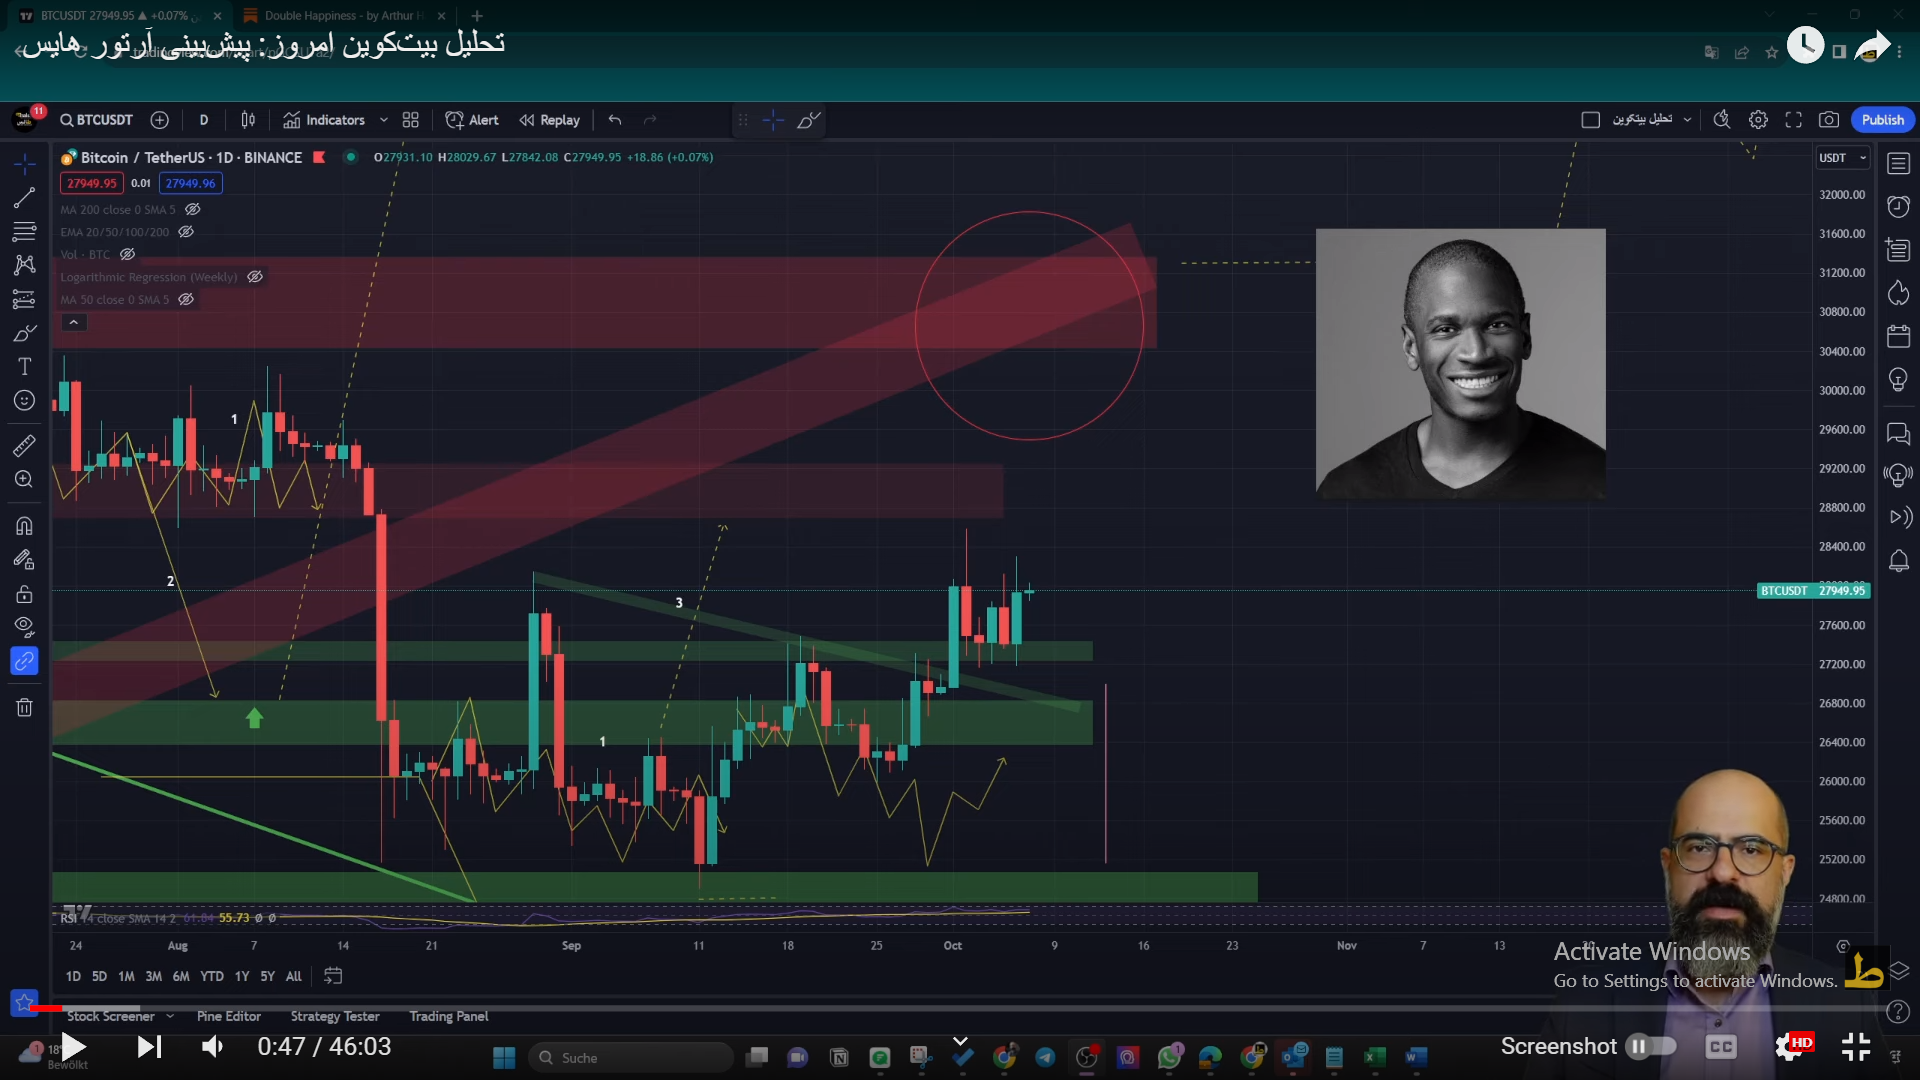 BTCUSDT 27949.95 ▲ +0.07%
Double Happiness - by Arthur H
تحلیل بیت‌کوین امروز: پیش‌بینی آرتور هایس
11
BTCUSDT
D
Indicators
Alert
Replay
تحلیل بیتکوین
Publish
Bitcoin / TetherUS · 1D · BINANCE
O27931.10 H28029.67 L27842.08 C27949.95 +18.86 (+0.07%)
USDT
27949.95 0.01 27949.96
MA 200 close 0 SMA 5
EMA 20/50/100/200
Vol · BTC
Logarithmic Regression (Weekly)
MA 50 close 0 SMA 5
32000.00
31600.00
31200.00
30800.00
30400.00
30000.00
29600.00
29200.00
28800.00
28400.00
BTCUSDT 27949.95
27600.00
27200.00
26800.00
26400.00
26000.00
25600.00
25200.00
24800.00
1
2
3
1
RSI 14 close SMA 14 2 61.84 55.73 ø ø
24 Aug 7 14 21 Sep 11 18 25 Oct 9 16 23 Nov 7 13
1D 5D 1M 3M 6M YTD 1Y 5Y All
Activate Windows
Go to Settings to activate Windows.
ط
Stock Screener Pine Editor Strategy Tester Trading Panel
0:47 / 46:03
Bewölkt
Suche
Screenshot
CC
HD